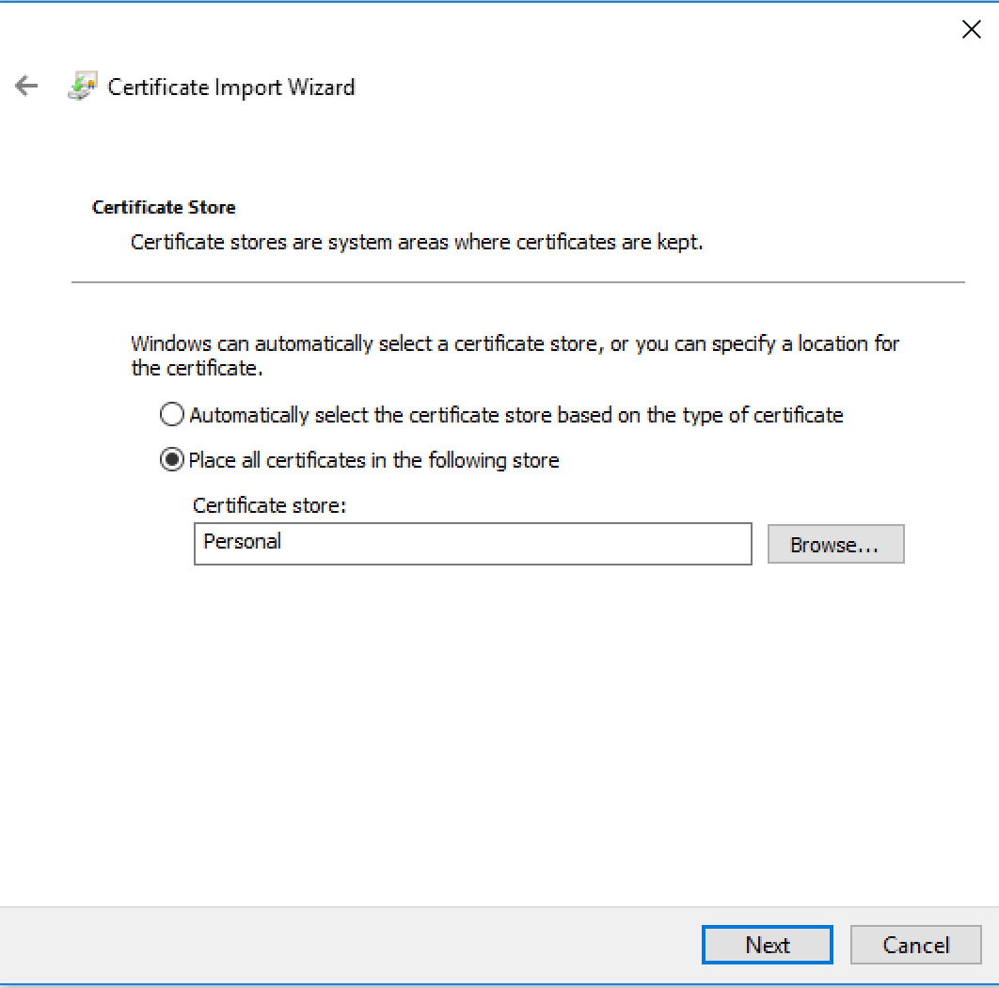 Certificate Import Wizard
Certificate Store
Certificate stores are system areas where certificates are kept.
Windows can automatically select a certificate store, or you can specify a location for
the certificate.
Automatically select the certificate store based on the type of certificate
Place all certificates in the following store
Certificate store:
Personal
Browse...
Next
Cancel